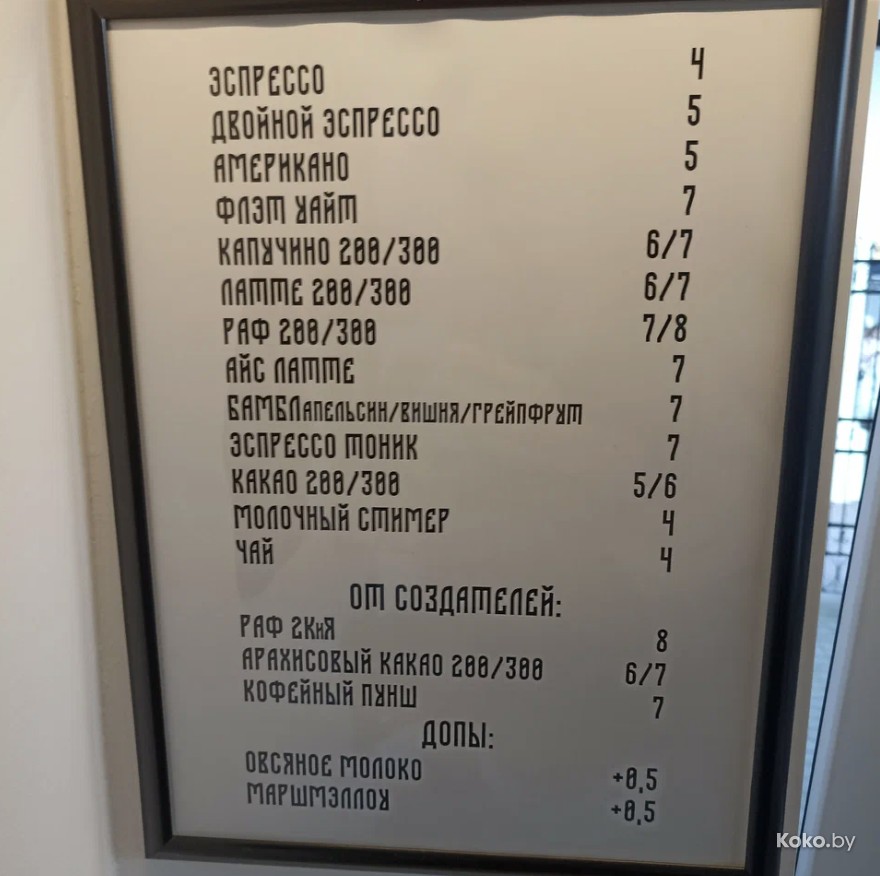 ЭСПРЕССО 4
ДВОЙНОЙ ЭСПРЕССО 5
АМЕРИКАНО 5
ФЛЭТ УАЙТ 7
КАПУЧИНО 200/300 6/7
ЛАТТЕ 200/300 6/7
РАФ 200/300 7/8
АЙС ЛАТТЕ 7
БАМБЛАПЕЛЬСИН/ВИШНЯ/ГРЕЙПФРУТ 7
ЭСПРЕССО ТОНИК 7
КАКАО 200/300 5/6
МОЛОЧНЫЙ СТИМЕР 4
ЧАЙ 4
ОТ СОЗДАТЕЛЕЙ:
РАФ 2КиЯ 8
АРАХИСОВЫЙ КАКАО 200/300 6/7
КОФЕЙНЫЙ ПУНШ 7
ДОПЫ:
ОВСЯНОЕ МОЛОКО +0,5
МАРШМЭЛЛОУ +0,5
Koko.by